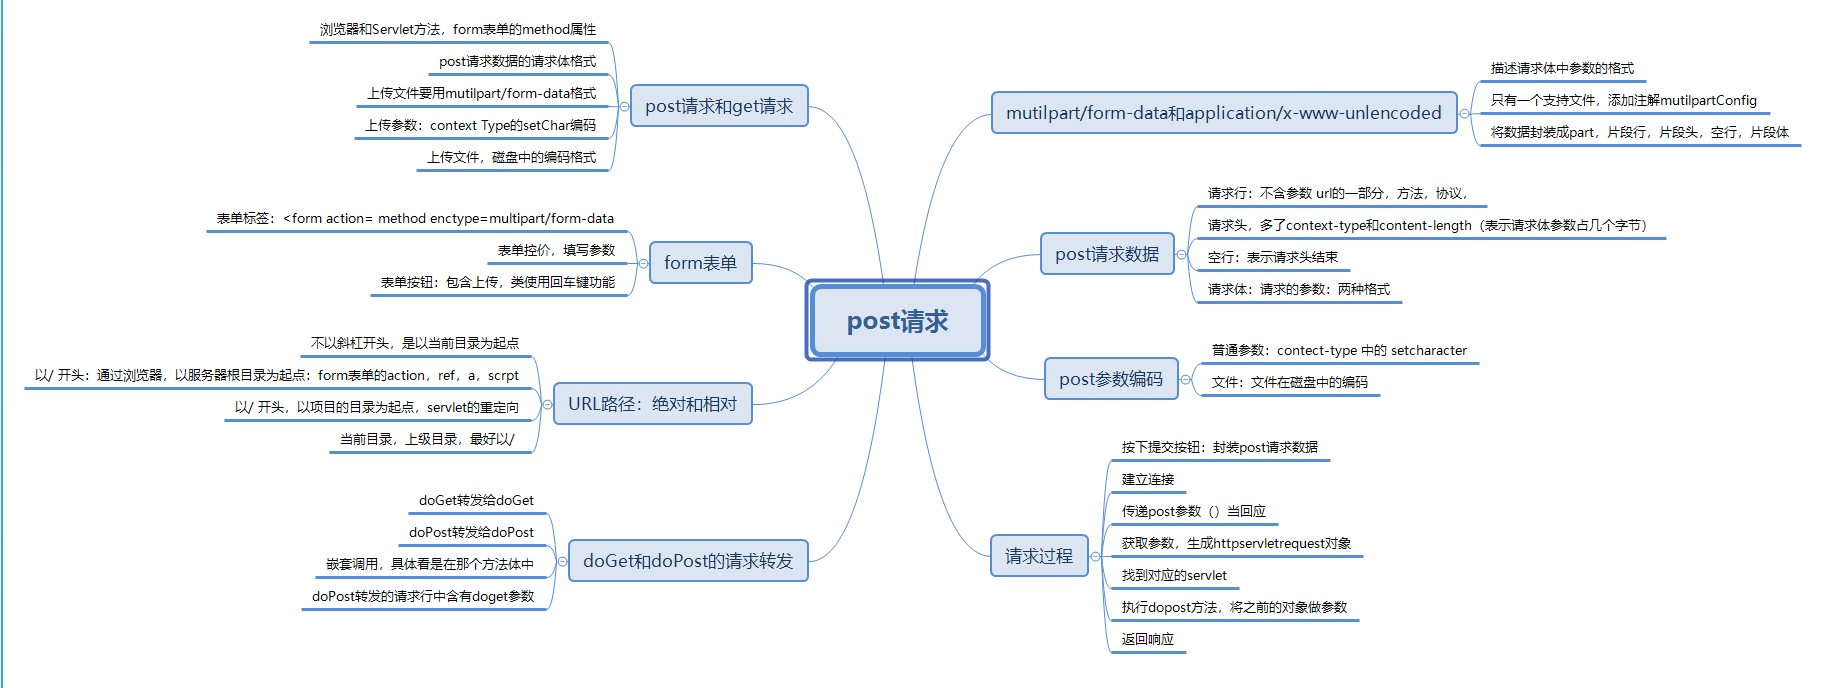 post请求
post请求和get请求
浏览器和Servlet方法，form表单的method属性
post请求数据的请求体格式
上传文件要用mutilpart/form-data格式
上传参数：context Type的setChar编码
上传文件，磁盘中的编码格式
form表单
表单标签：<form action= method enctype=multipart/form-data
表单控价，填写参数
表单按钮：包含上传，类使用回车键功能
URL路径：绝对和相对
不以斜杠开头，是以当前目录为起点
以/ 开头：通过浏览器，以服务器根目录为起点：form表单的action，ref，a，scrpt
以/ 开头，以项目的目录为起点，servlet的重定向
当前目录，上级目录，最好以/
doGet和doPost的请求转发
doGet转发给doGet
doPost转发给doPost
嵌套调用，具体看是在那个方法体中
doPost转发的请求行中含有doget参数
mutilpart/form-data和application/x-www-unlencoded
描述请求体中参数的格式
只有一个支持文件，添加注解mutilpartConfig
将数据封装成part，片段行，片段头，空行，片段体
post请求数据
请求行：不含参数 url的一部分，方法，协议，
请求头，多了context-type和content-length（表示请求体参数占几个字节）
空行：表示请求头结束
请求体：请求的参数：两种格式
post参数编码
普通参数：contect-type 中的 setcharacter
文件：文件在磁盘中的编码
请求过程
按下提交按钮：封装post请求数据
建立连接
传递post参数（）当回应
获取参数，生成httpservletrequest对象
找到对应的servlet
执行dopost方法，将之前的对象做参数
返回响应